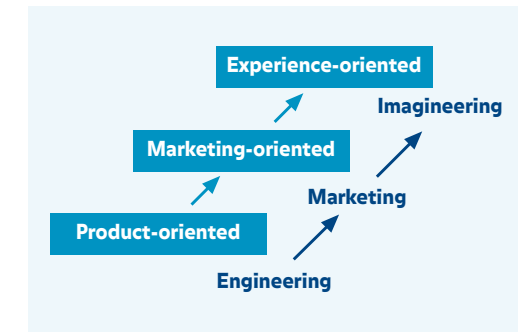 Experience-oriented
Imagineering
Marketing-oriented
Marketing
Product-oriented
Engineering